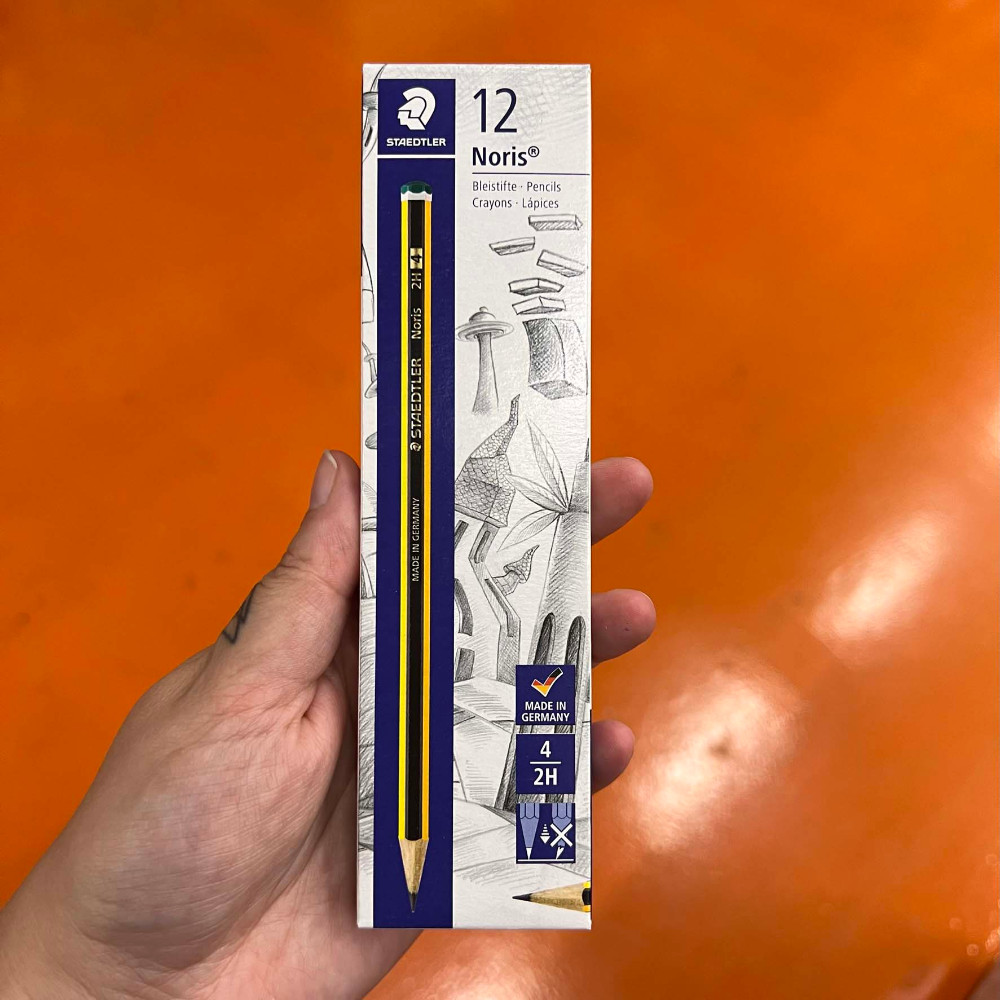 STAEDTLER
12
Noris®
Bleistifte · Pencils
Crayons · Lápices
MADE IN GERMANY STAEDTLER Noris 2H 4
MADE IN
GERMANY
4
2H